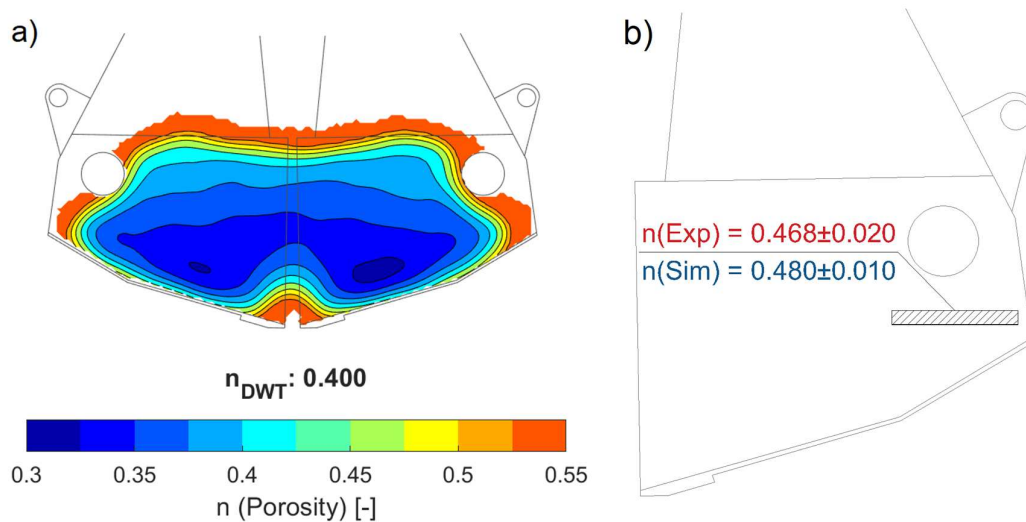 a)
n_DWT: 0.400
0.3 0.35 0.4 0.45 0.5 0.55
n (Porosity) [-]
b)
n(Exp) = 0.468±0.020
n(Sim) = 0.480±0.010